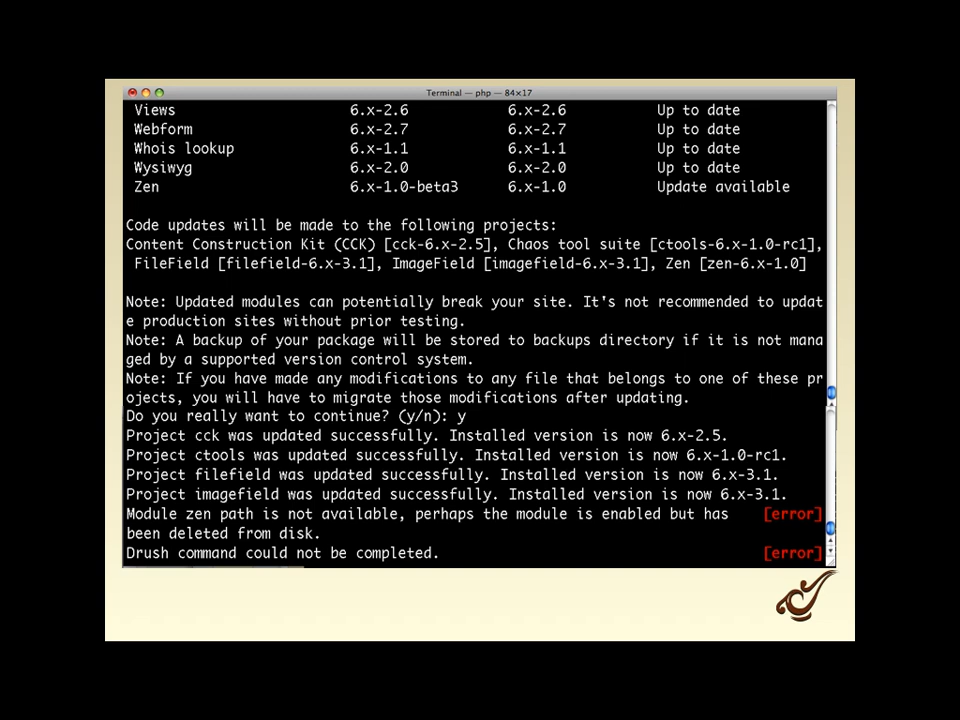 Terminal — php — 84×17
Views 6.x-2.6 6.x-2.6 Up to date
Webform 6.x-2.7 6.x-2.7 Up to date
Whois lookup 6.x-1.1 6.x-1.1 Up to date
Wysiwyg 6.x-2.0 6.x-2.0 Up to date
Zen 6.x-1.0-beta3 6.x-1.0 Update available
Code updates will be made to the following projects:
Content Construction Kit (CCK) [cck-6.x-2.5], Chaos tool suite [ctools-6.x-1.0-rc1],
FileField [filefield-6.x-3.1], ImageField [imagefield-6.x-3.1], Zen [zen-6.x-1.0]
Note: Updated modules can potentially break your site. It's not recommended to updat
e production sites without prior testing.
Note: A backup of your package will be stored to backups directory if it is not mana
ged by a supported version control system.
Note: If you have made any modifications to any file that belongs to one of these pr
ojects, you will have to migrate those modifications after updating.
Do you really want to continue? (y/n): y
Project cck was updated successfully. Installed version is now 6.x-2.5.
Project ctools was updated successfully. Installed version is now 6.x-1.0-rc1.
Project filefield was updated successfully. Installed version is now 6.x-3.1.
Project imagefield was updated successfully. Installed version is now 6.x-3.1.
Module zen path is not available, perhaps the module is enabled but has [error]
been deleted from disk.
Drush command could not be completed. [error]